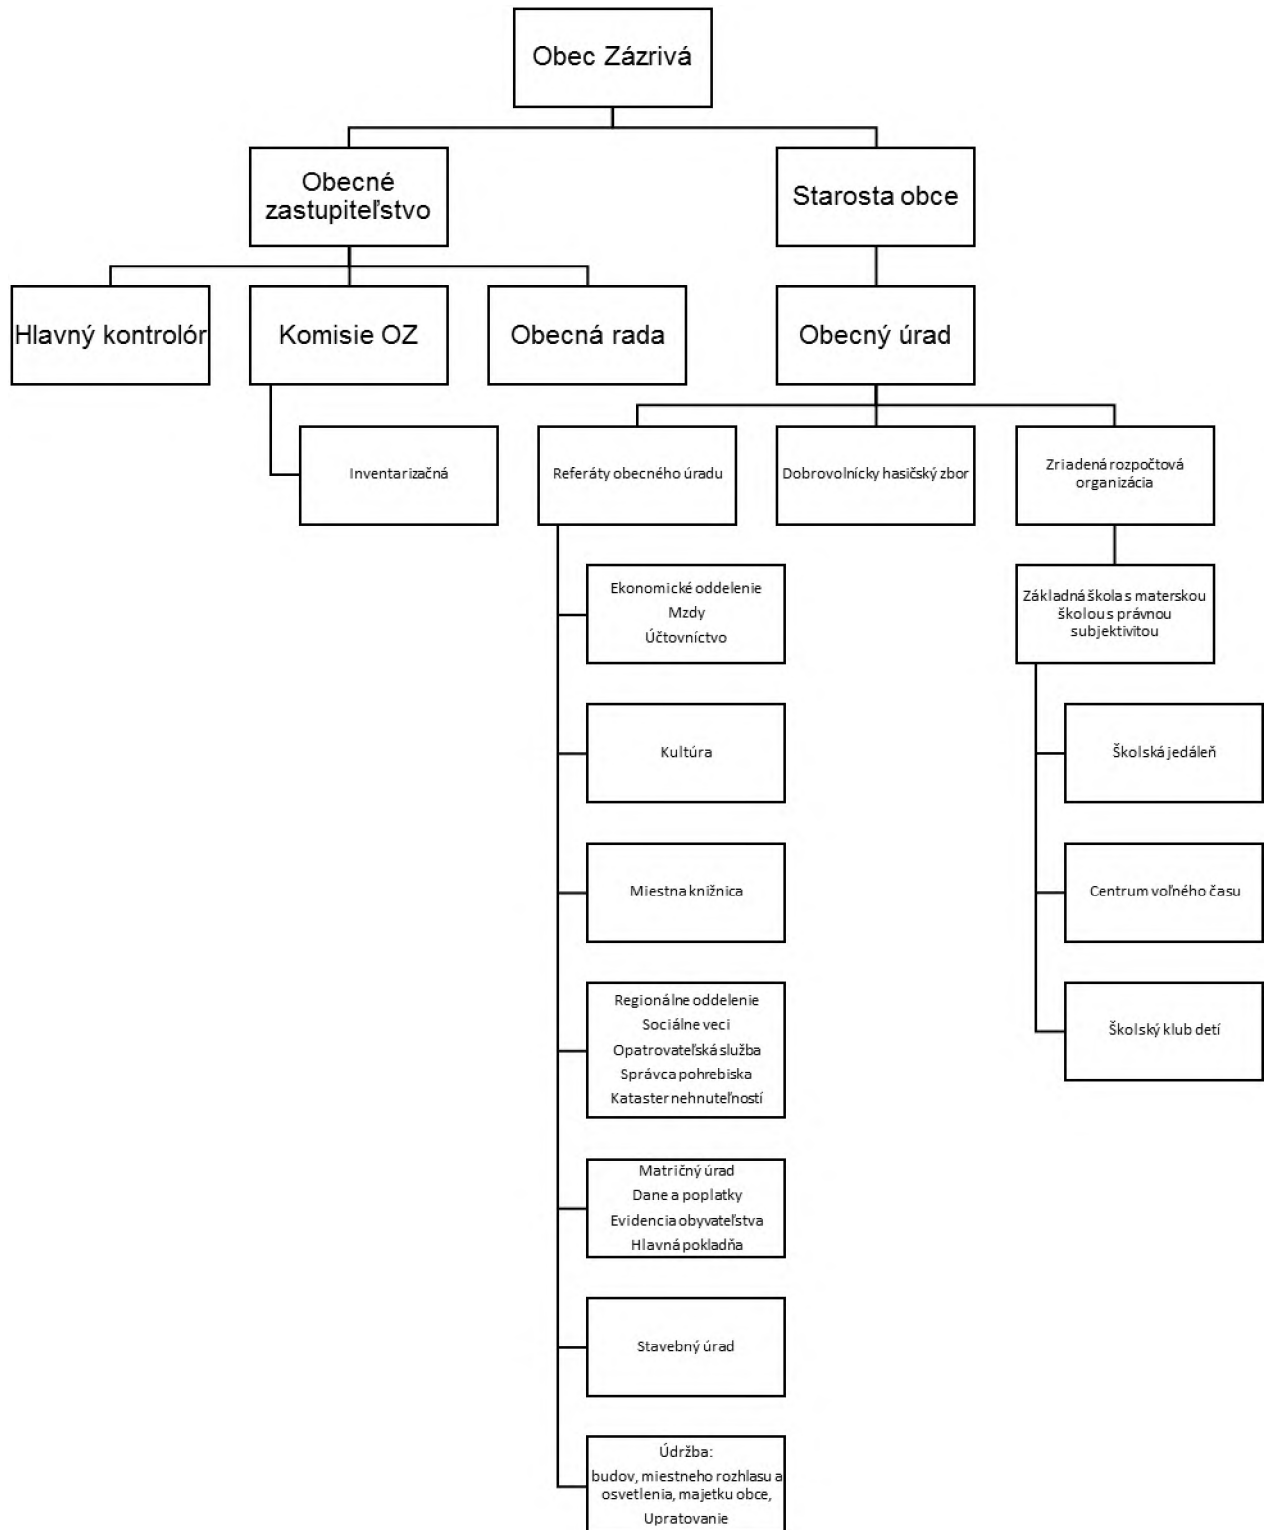 Obec Zázrivá
Obecné
zastupiteľstvo
Starosta obce
Hlavný kontrolór
Komisie OZ
Obecná rada
Obecný úrad
Inventarizačná
Referáty obecného úradu
Dobrovolnícky hasičský zbor
Zriadená rozpočtová
organizácia
Ekonomické oddelenie
Mzdy
Účtovníctvo
Základná škola s materskou
školou s právnou
subjektivitou
Kultúra
Školská jedáleň
Miestna knižnica
Centrum voľného času
Regionálne oddelenie
Sociálne veci
Opatrovateľská služba
Správca pohrebiska
Kataster nehnuteľností
Školský klub detí
Matričný úrad
Dane a poplatky
Evidencia obyvateľstva
Hlavná pokladňa
Stavebný úrad
Údržba:
budov, miestneho rozhlasu a
osvetlenia, majetku obce,
Upratovanie